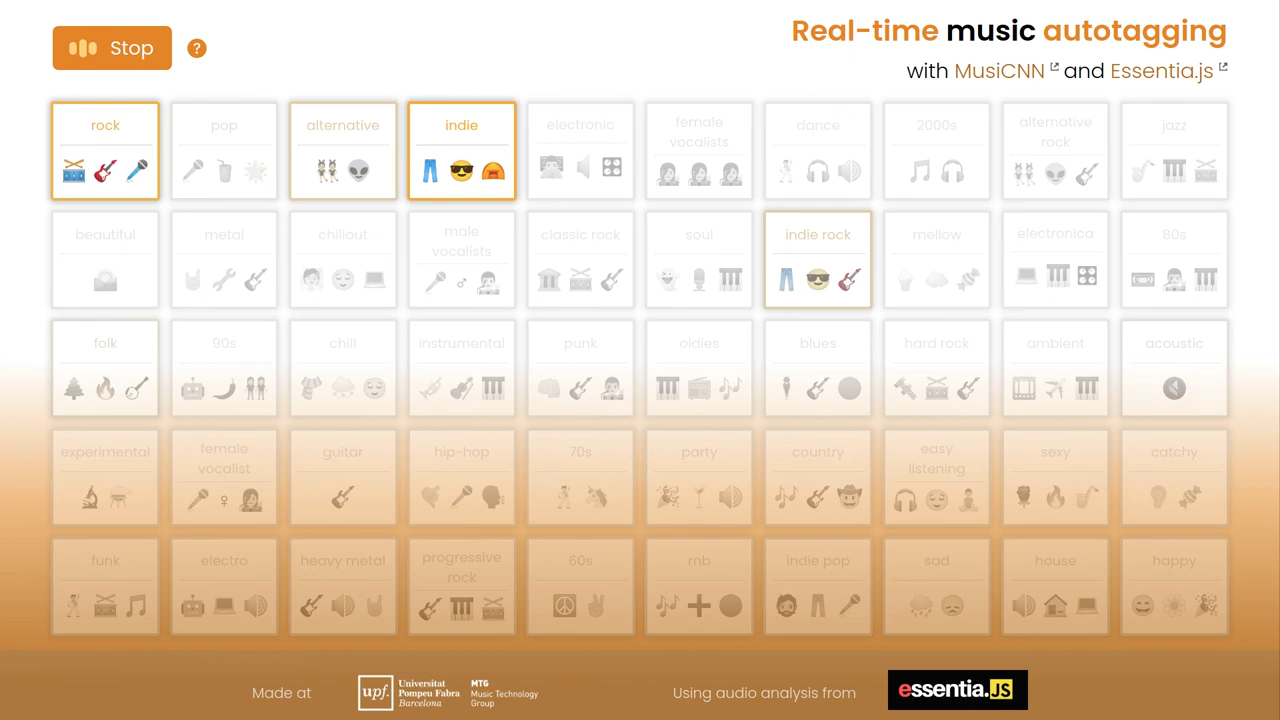 Stop
?
Real-time music autotagging
with MusiCNN and Essentia.js
rock
pop
alternative
indie
electronic
female
vocalists
dance
2000s
alternative
rock
jazz
beautiful
metal
chillout
male
vocalists
classic rock
soul
indie rock
mellow
electronica
80s
folk
90s
chill
instrumental
punk
oldies
blues
hard rock
ambient
acoustic
experimental
female
vocalist
guitar
hip-hop
70s
party
country
easy
listening
sexy
catchy
funk
electro
heavy metal
progressive
rock
60s
rnb
indie pop
sad
house
happy
Made at
upf.
Universitat
Pompeu Fabra
Barcelona
MTG
Music Technology
Group
Using audio analysis from
essentia.JS